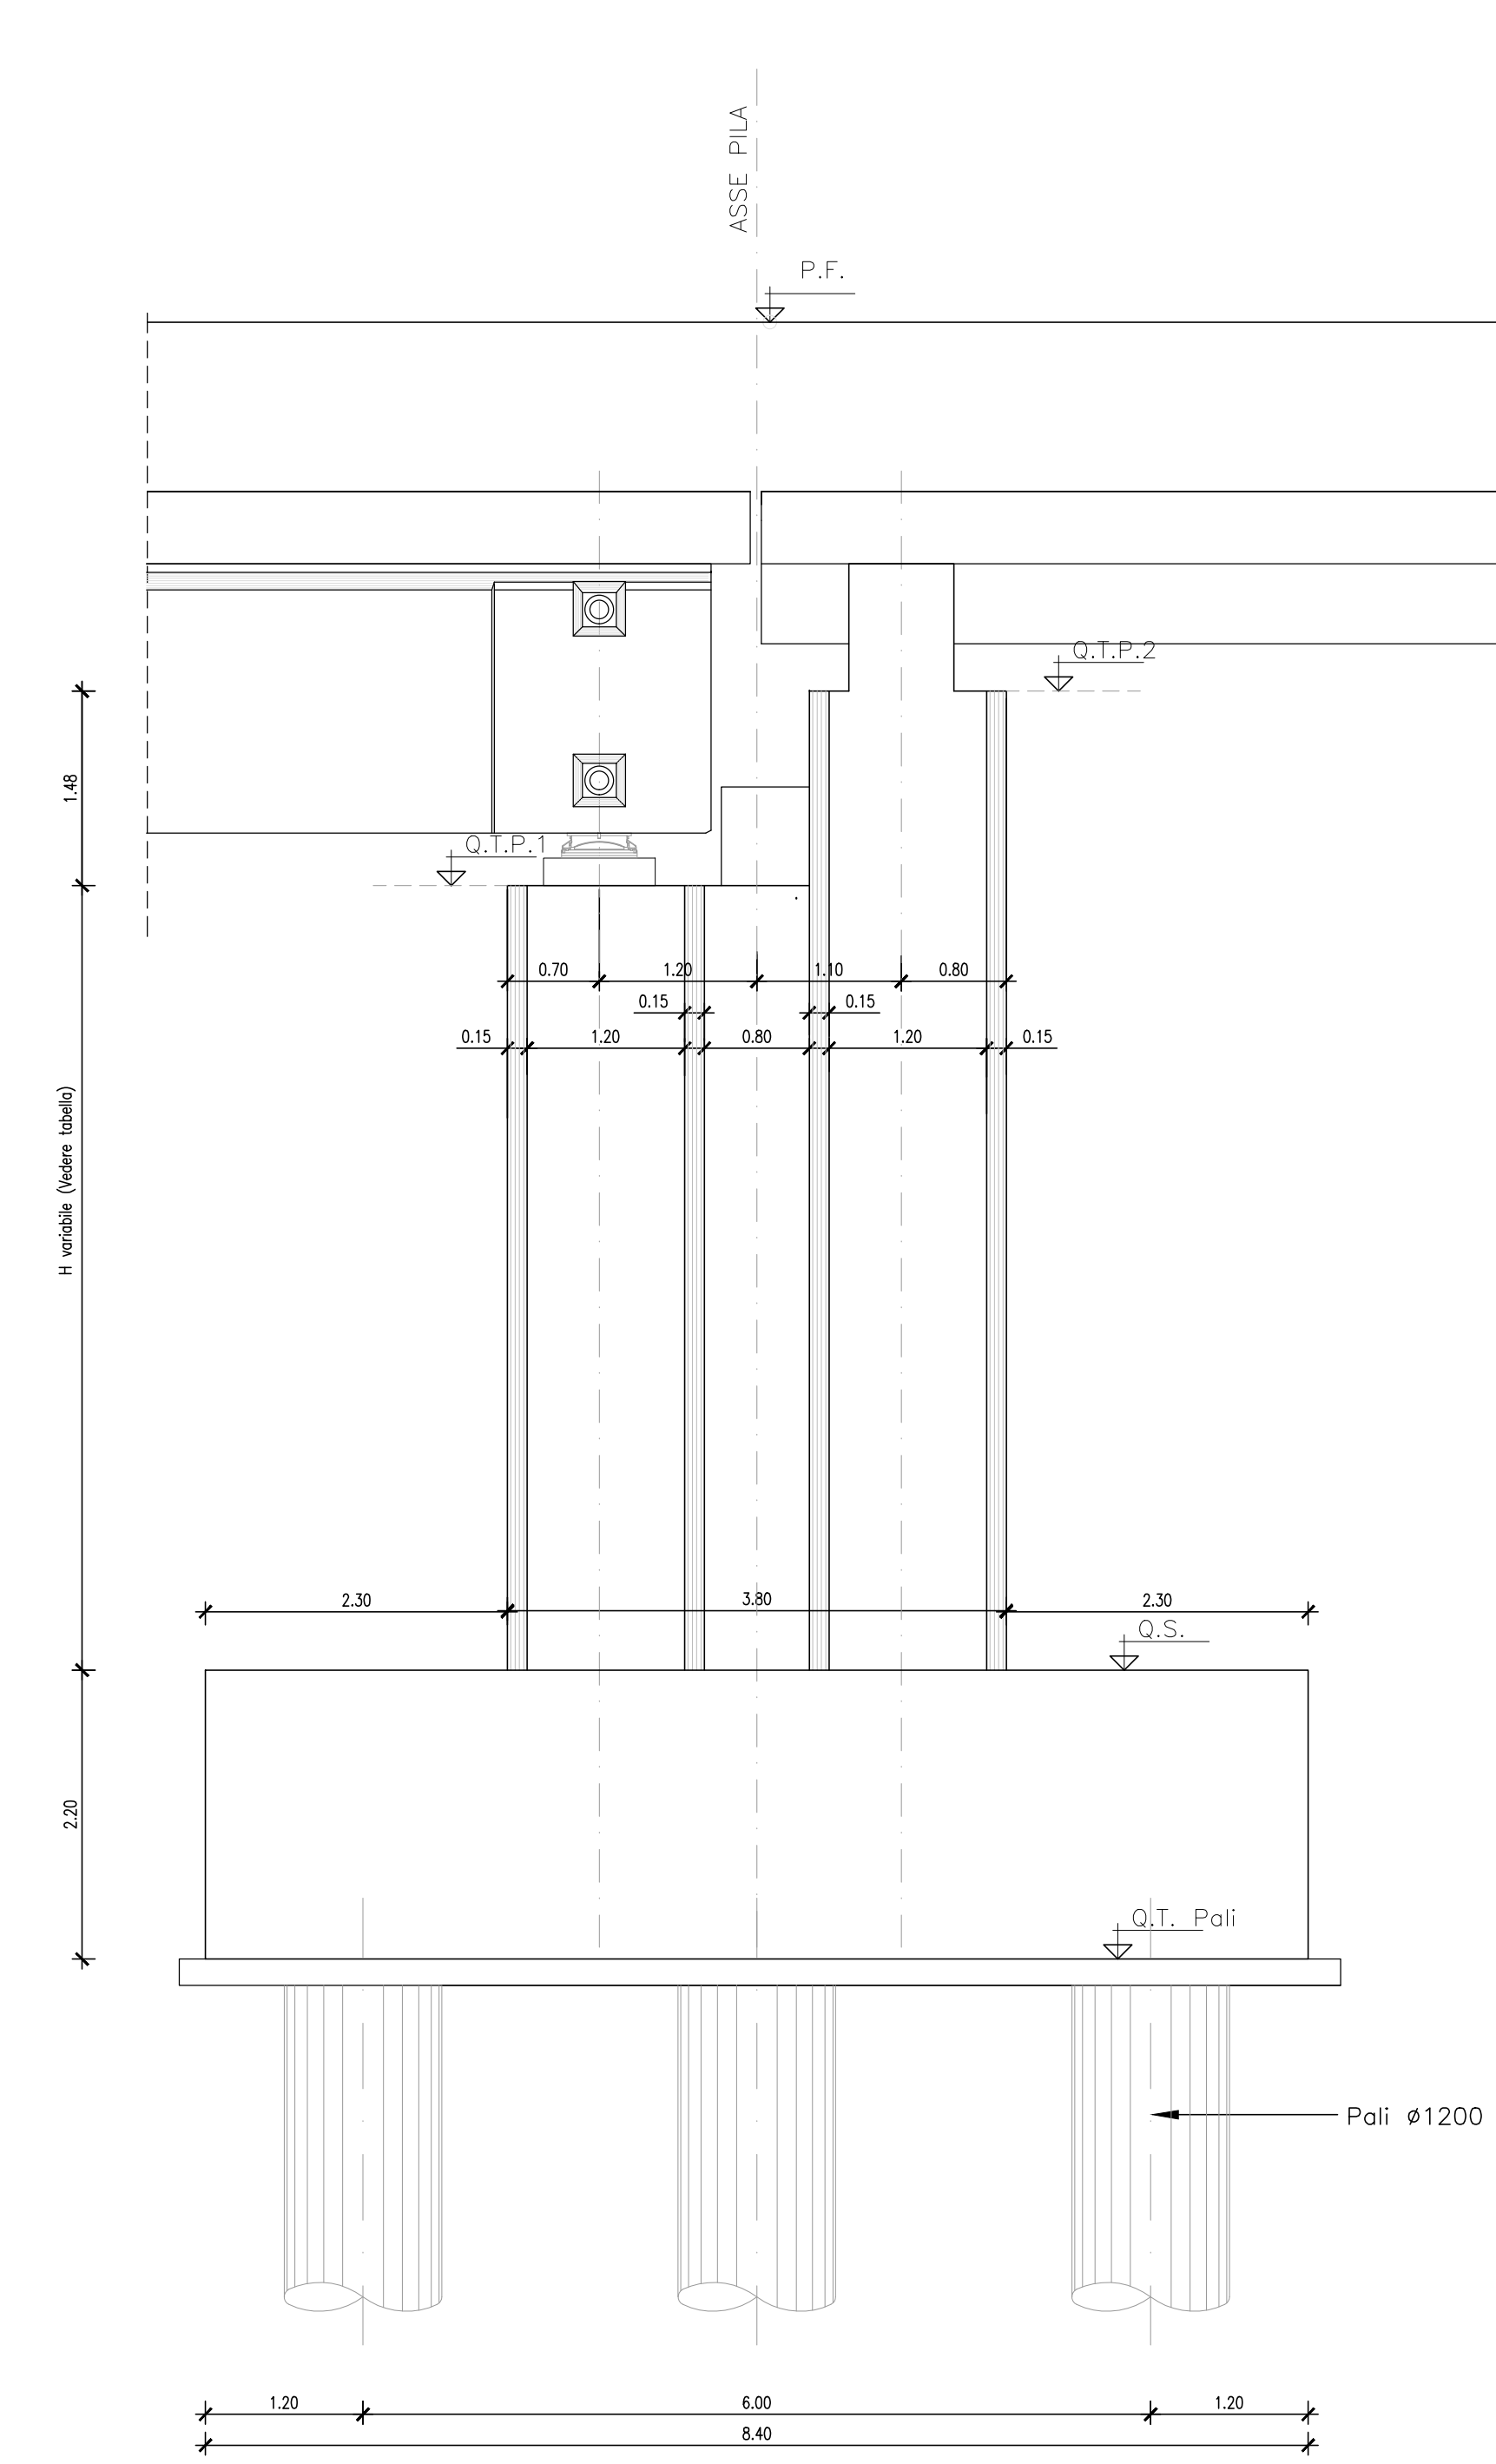 ASSE PILA
P.F.
Q.T.P.2
1.48
Q.T.P.1
0.70 1.20 1.10 0.80
0.15 0.15
0.15 1.20 0.80 1.20 0.15
H variabile (Vedere tabella)
2.30 3.80 2.30
Q.S.
2.20
Q.T. Pali
Pali ø1200
1.20 6.00 1.20
8.40